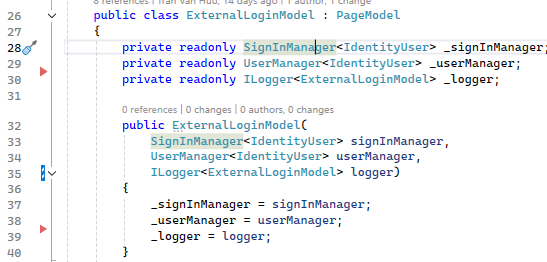 8 references | Tran Van Huu, 14 days ago | 1 author, 1 change
26 public class ExternalLoginModel : PageModel
27 {
28 private readonly SignInManager<IdentityUser> _signInManager;
29 private readonly UserManager<IdentityUser> _userManager;
30 private readonly ILogger<ExternalLoginModel> _logger;
31
0 references | 0 changes | 0 authors, 0 changes
32 public ExternalLoginModel(
33 SignInManager<IdentityUser> signInManager,
34 UserManager<IdentityUser> userManager,
35 ILogger<ExternalLoginModel> logger)
36 {
37 _signInManager = signInManager;
38 _userManager = userManager;
39 _logger = logger;
40 }